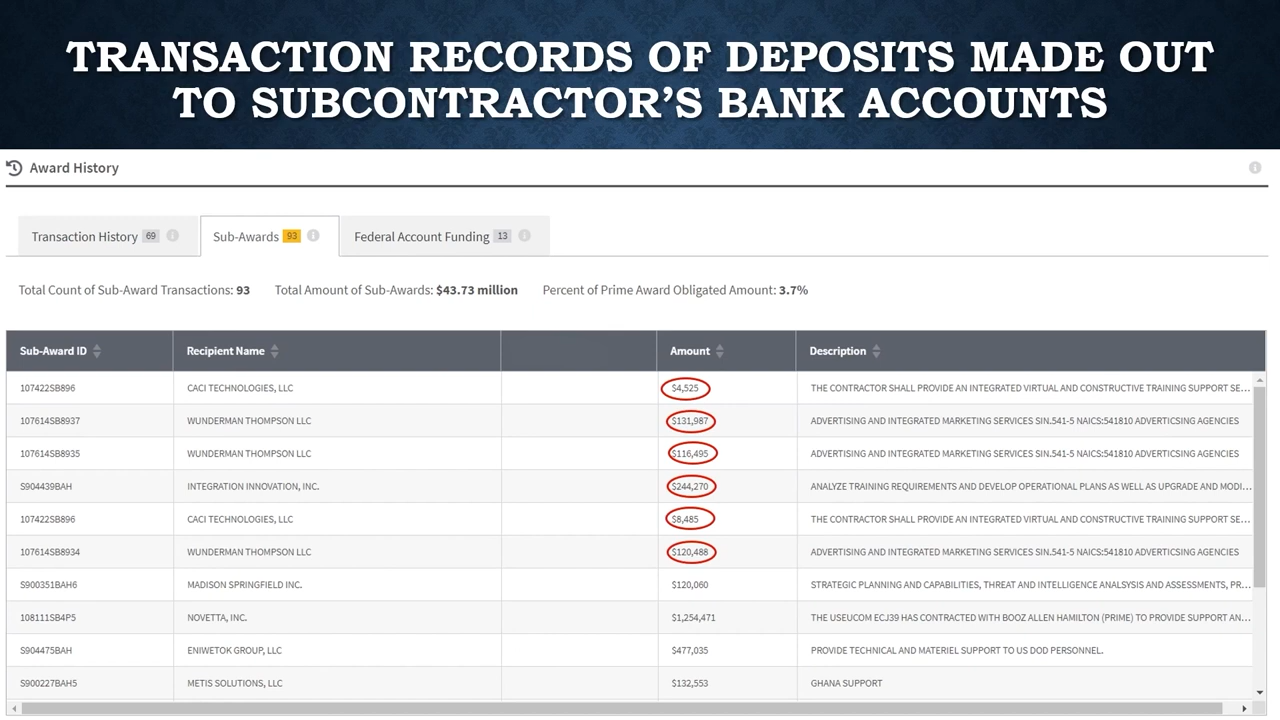 TRANSACTION RECORDS OF DEPOSITS MADE OUT
TO SUBCONTRACTOR'S BANK ACCOUNTS
Award History
Transaction History 69 Sub-Awards 93 Federal Account Funding 13
Total Count of Sub-Award Transactions: 93 Total Amount of Sub-Awards: $43.73 million Percent of Prime Award Obligated Amount: 3.7%
Sub-Award ID Recipient Name Amount Description
107422SB896 CACI TECHNOLOGIES, LLC $4,525 THE CONTRACTOR SHALL PROVIDE AN INTEGRATED VIRTUAL AND CONSTRUCTIVE TRAINING SUPPORT SE...
107614SB8937 WUNDERMAN THOMPSON LLC $131,987 ADVERTISING AND INTEGRATED MARKETING SERVICES SIN.541-5 NAICS:541810 ADVERTICSING AGENCIES
107614SB8935 WUNDERMAN THOMPSON LLC $116,495 ADVERTISING AND INTEGRATED MARKETING SERVICES SIN.541-5 NAICS:541810 ADVERTICSING AGENCIES
S904439BAH INTEGRATION INNOVATION, INC. $244,270 ANALYZE TRAINING REQUIREMENTS AND DEVELOP OPERATIONAL PLANS AS WELL AS UPGRADE AND MODI...
107422SB896 CACI TECHNOLOGIES, LLC $8,485 THE CONTRACTOR SHALL PROVIDE AN INTEGRATED VIRTUAL AND CONSTRUCTIVE TRAINING SUPPORT SE...
107614SB8934 WUNDERMAN THOMPSON LLC $120,488 ADVERTISING AND INTEGRATED MARKETING SERVICES SIN.541-5 NAICS:541810 ADVERTICSING AGENCIES
S900351BAH6 MADISON SPRINGFIELD INC. $120,060 STRATEGIC PLANNING AND CAPABILITIES, THREAT AND INTELLIGENCE ANALSYSIS AND ASSESSMENTS, PR...
108111SB4P5 NOVETTA, INC. $1,254,471 THE USEUCOM ECJ39 HAS CONTRACTED WITH BOOZ ALLEN HAMILTON (PRIME) TO PROVIDE SUPPORT AN...
S904475BAH ENIWETOK GROUP, LLC $477,035 PROVIDE TECHNICAL AND MATERIEL SUPPORT TO US DOD PERSONNEL.
S900227BAH5 METIS SOLUTIONS, LLC $132,553 GHANA SUPPORT